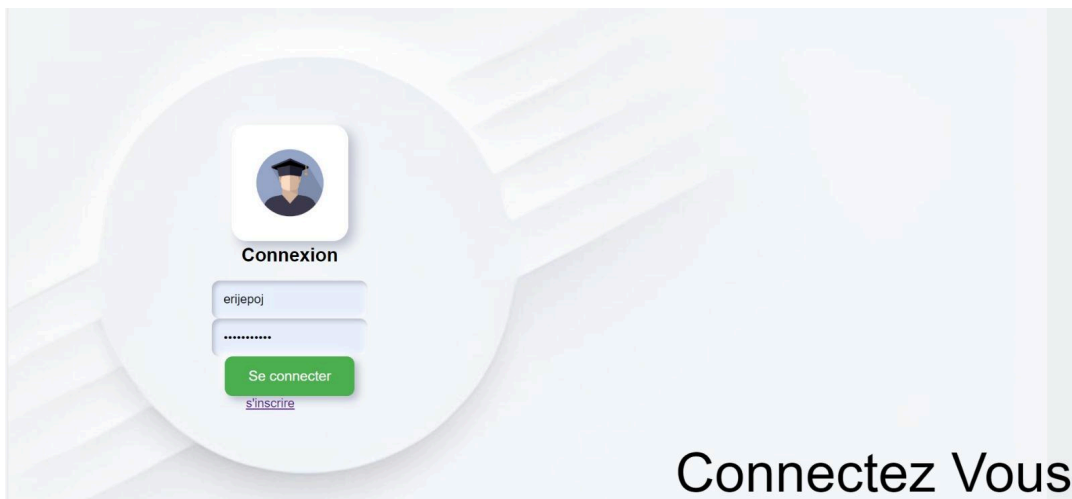 Connexion
erijepoj
•••••••••••
Se connecter
s'inscrire
Connectez Vous